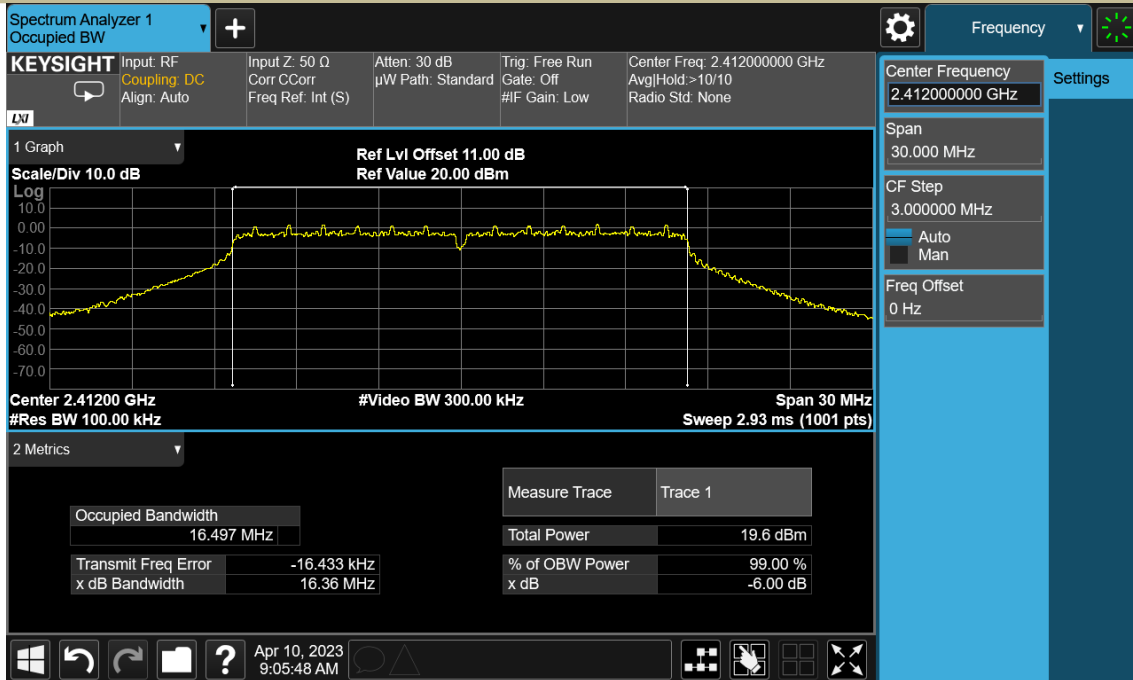 Spectrum Analyzer 1
Occupied BW
+
Frequency
KEYSIGHT
LXI
Input: RF
Coupling: DC
Align: Auto
Input Z: 50 Ω
Corr CCorr
Freq Ref: Int (S)
Atten: 30 dB
µW Path: Standard
Trig: Free Run
Gate: Off
#IF Gain: Low
Center Freq: 2.412000000 GHz
Avg|Hold:>10/10
Radio Std: None
Center Frequency
2.412000000 GHz
Settings
Span
30.000 MHz
CF Step
3.000000 MHz
Auto
Man
Freq Offset
0 Hz
1 Graph
Scale/Div 10.0 dB
Ref Lvl Offset 11.00 dB
Ref Value 20.00 dBm
Log
10.0
0.00
-10.0
-20.0
-30.0
-40.0
-50.0
-60.0
-70.0
Center 2.41200 GHz
#Video BW 300.00 kHz
Span 30 MHz
#Res BW 100.00 kHz
Sweep 2.93 ms (1001 pts)
2 Metrics
Measure Trace Trace 1
Occupied Bandwidth
16.497 MHz
Total Power 19.6 dBm
Transmit Freq Error -16.433 kHz
% of OBW Power 99.00 %
x dB Bandwidth 16.36 MHz
x dB -6.00 dB
?
Apr 10, 2023
9:05:48 AM